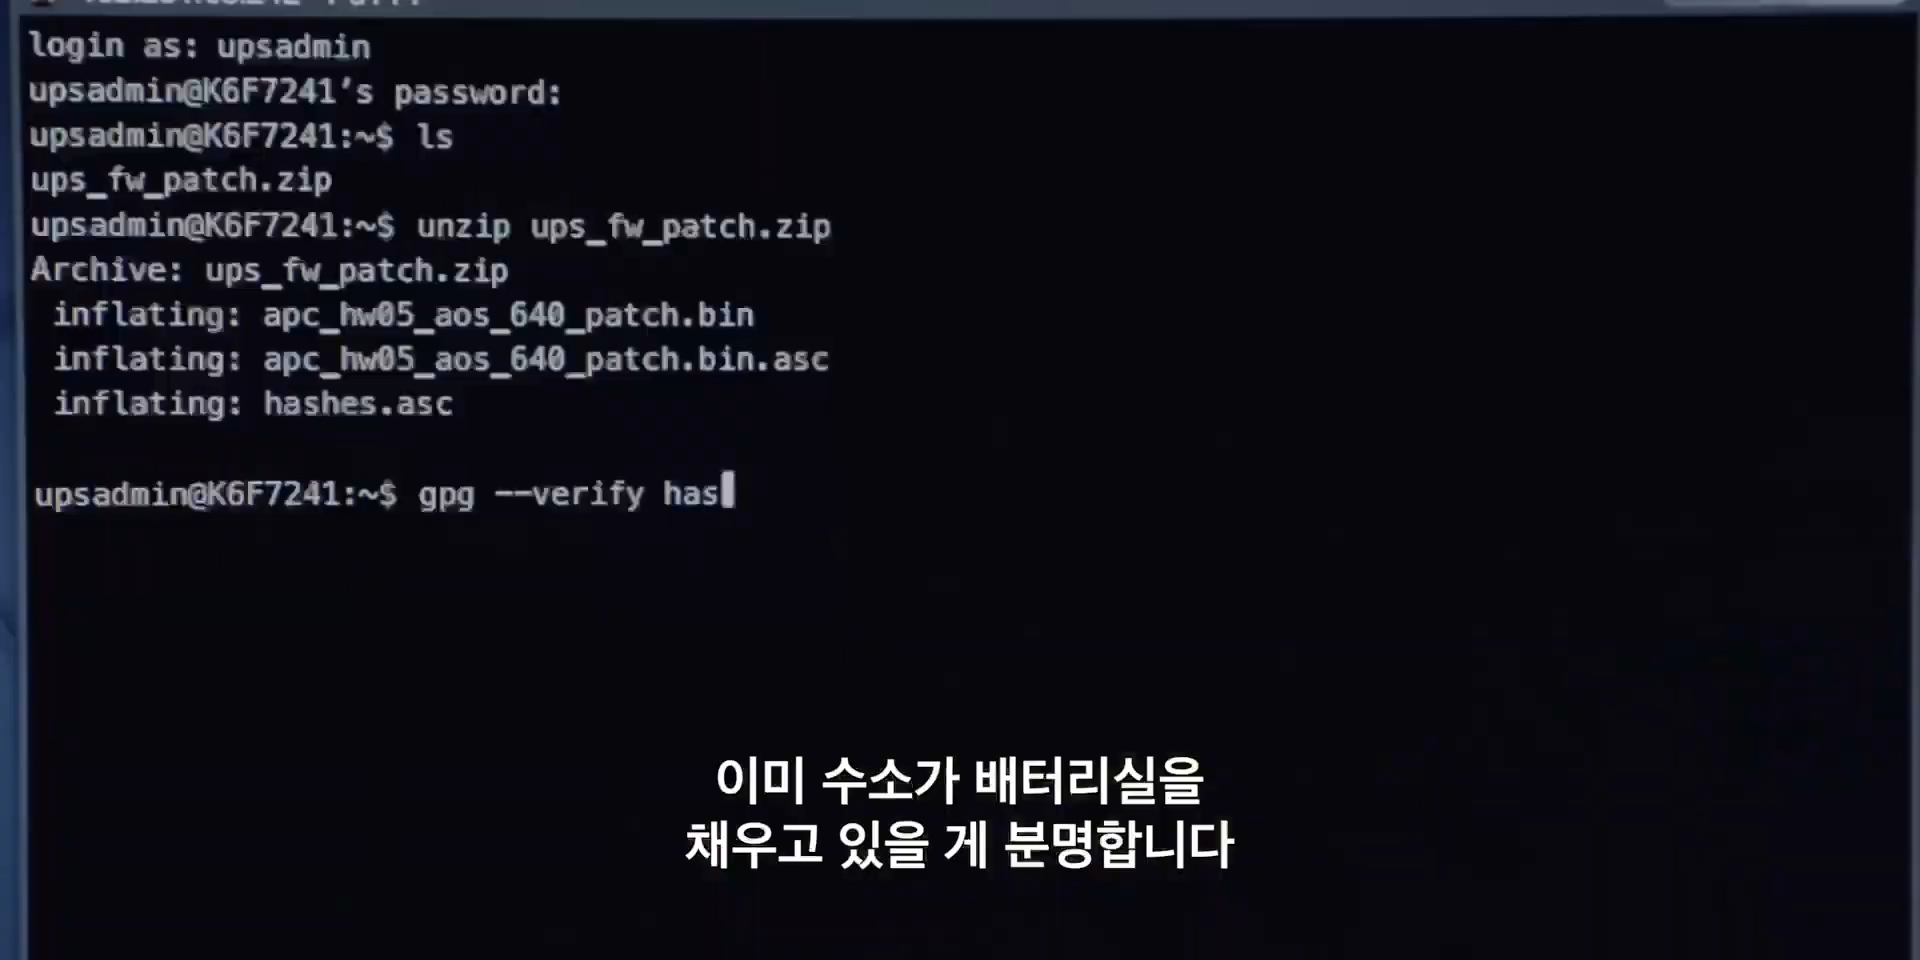 login as: upsadmin
upsadmin@K6F7241's password:
upsadmin@K6F7241:~$ ls
ups_fw_patch.zip
upsadmin@K6F7241:~$ unzip ups_fw_patch.zip
Archive: ups_fw_patch.zip
inflating: apc_hw05_aos_640_patch.bin
inflating: apc_hw05_aos_640_patch.bin.asc
inflating: hashes.asc
upsadmin@K6F7241:~$ gpg --verify has
이미 수소가 배터리실을
채우고 있을 게 분명합니다